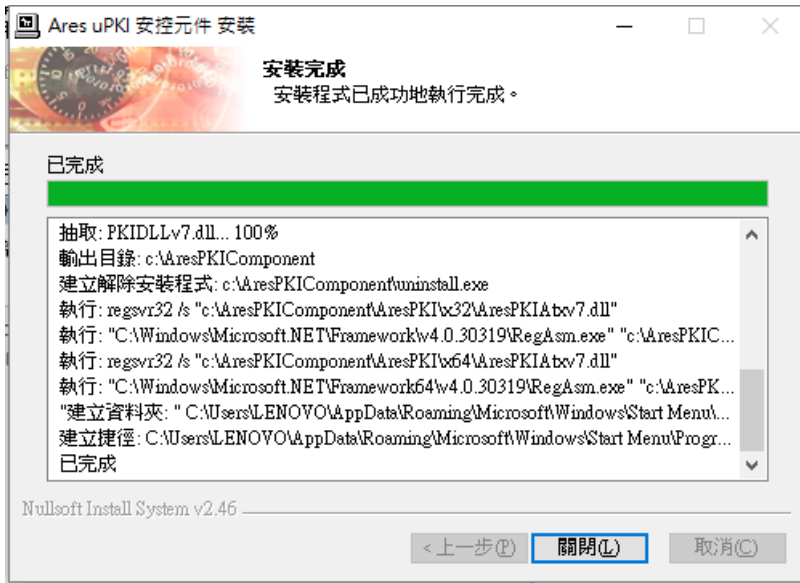 Ares uPKI 安控元件 安裝
安裝完成
安裝程式已成功地執行完成。
已完成
抽取: PKIDLLv7.dll... 100%
輸出目錄: c:\AresPKIComponent
建立解除安裝程式: c:\AresPKIComponent\uninstall.exe
執行: regsvr32 /s "c:\AresPKIComponent\AresPKI\x32\AresPKIAtxv7.dll"
執行: "C:\Windows\Microsoft.NET\Framework\v4.0.30319\RegAsm.exe" "c:\AresPKIC...
執行: regsvr32 /s "c:\AresPKIComponent\AresPKI\x64\AresPKIAtxv7.dll"
執行: "C:\Windows\Microsoft.NET\Framework64\v4.0.30319\RegAsm.exe" "c:\AresPK...
"建立資料夾: " C:\Users\LENOVO\AppData\Roaming\Microsoft\Windows\Start Menu\...
建立捷徑: C:\Users\LENOVO\AppData\Roaming\Microsoft\Windows\Start Menu\Progr...
已完成
Nullsoft Install System v2.46
<上一步(P) 關閉(L) 取消(C)